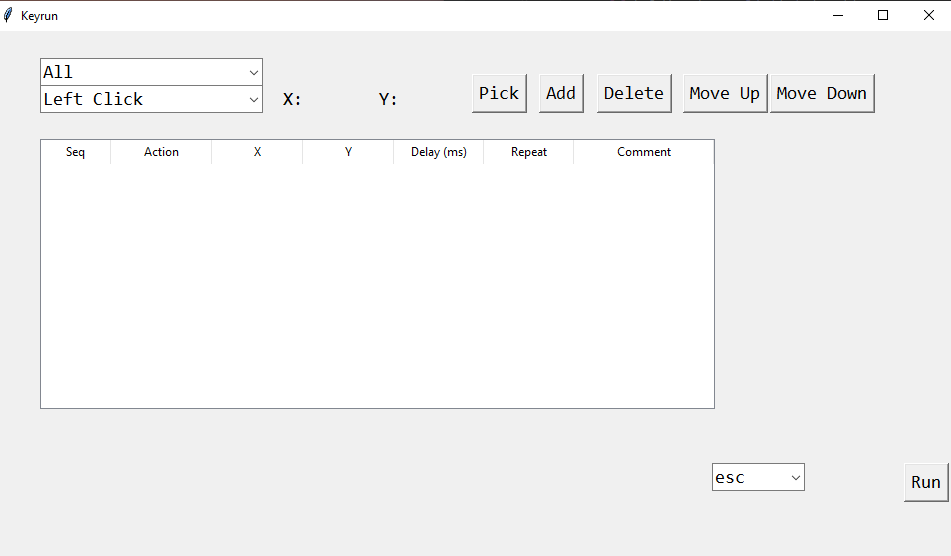 Keyrun
All
Left Click X: Y: Pick Add Delete Move Up Move Down
Seq Action X Y Delay (ms) Repeat Comment
esc Run